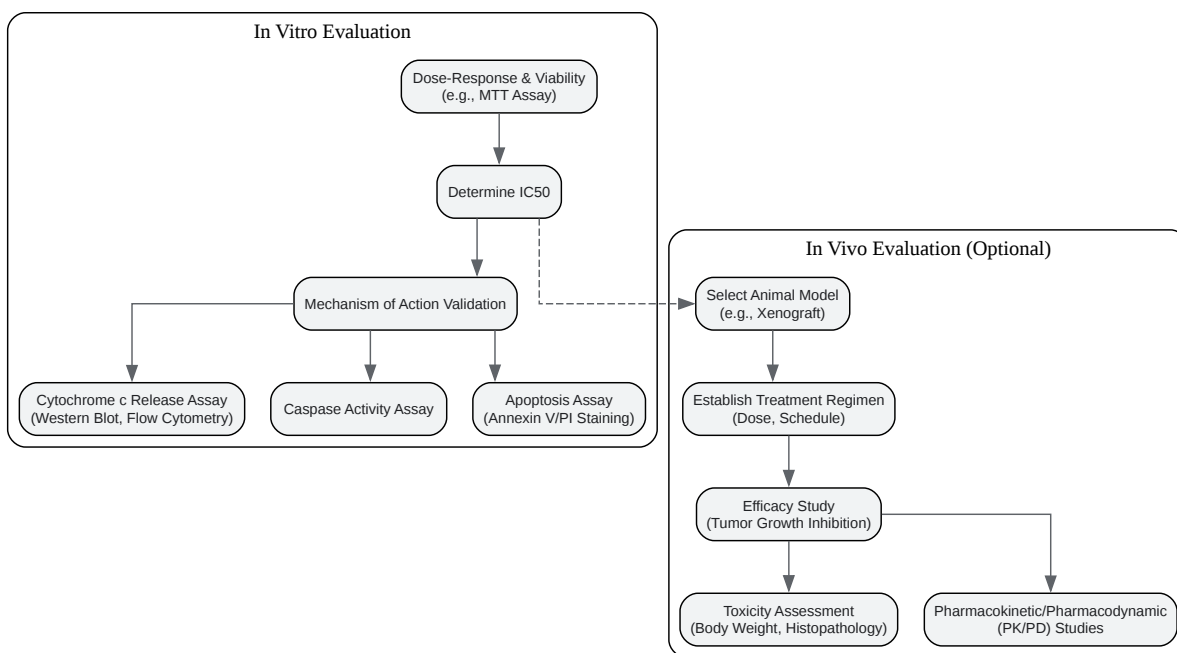 In Vitro Evaluation
Dose-Response & Viability
(e.g., MTT Assay)
Determine IC50
Mechanism of Action Validation
Cytochrome c Release Assay
(Western Blot, Flow Cytometry)
Caspase Activity Assay
Apoptosis Assay
(Annexin V/PI Staining)
In Vivo Evaluation (Optional)
Select Animal Model
(e.g., Xenograft)
Establish Treatment Regimen
(Dose, Schedule)
Efficacy Study
(Tumor Growth Inhibition)
Toxicity Assessment
(Body Weight, Histopathology)
Pharmacokinetic/Pharmacodynamic
(PK/PD) Studies